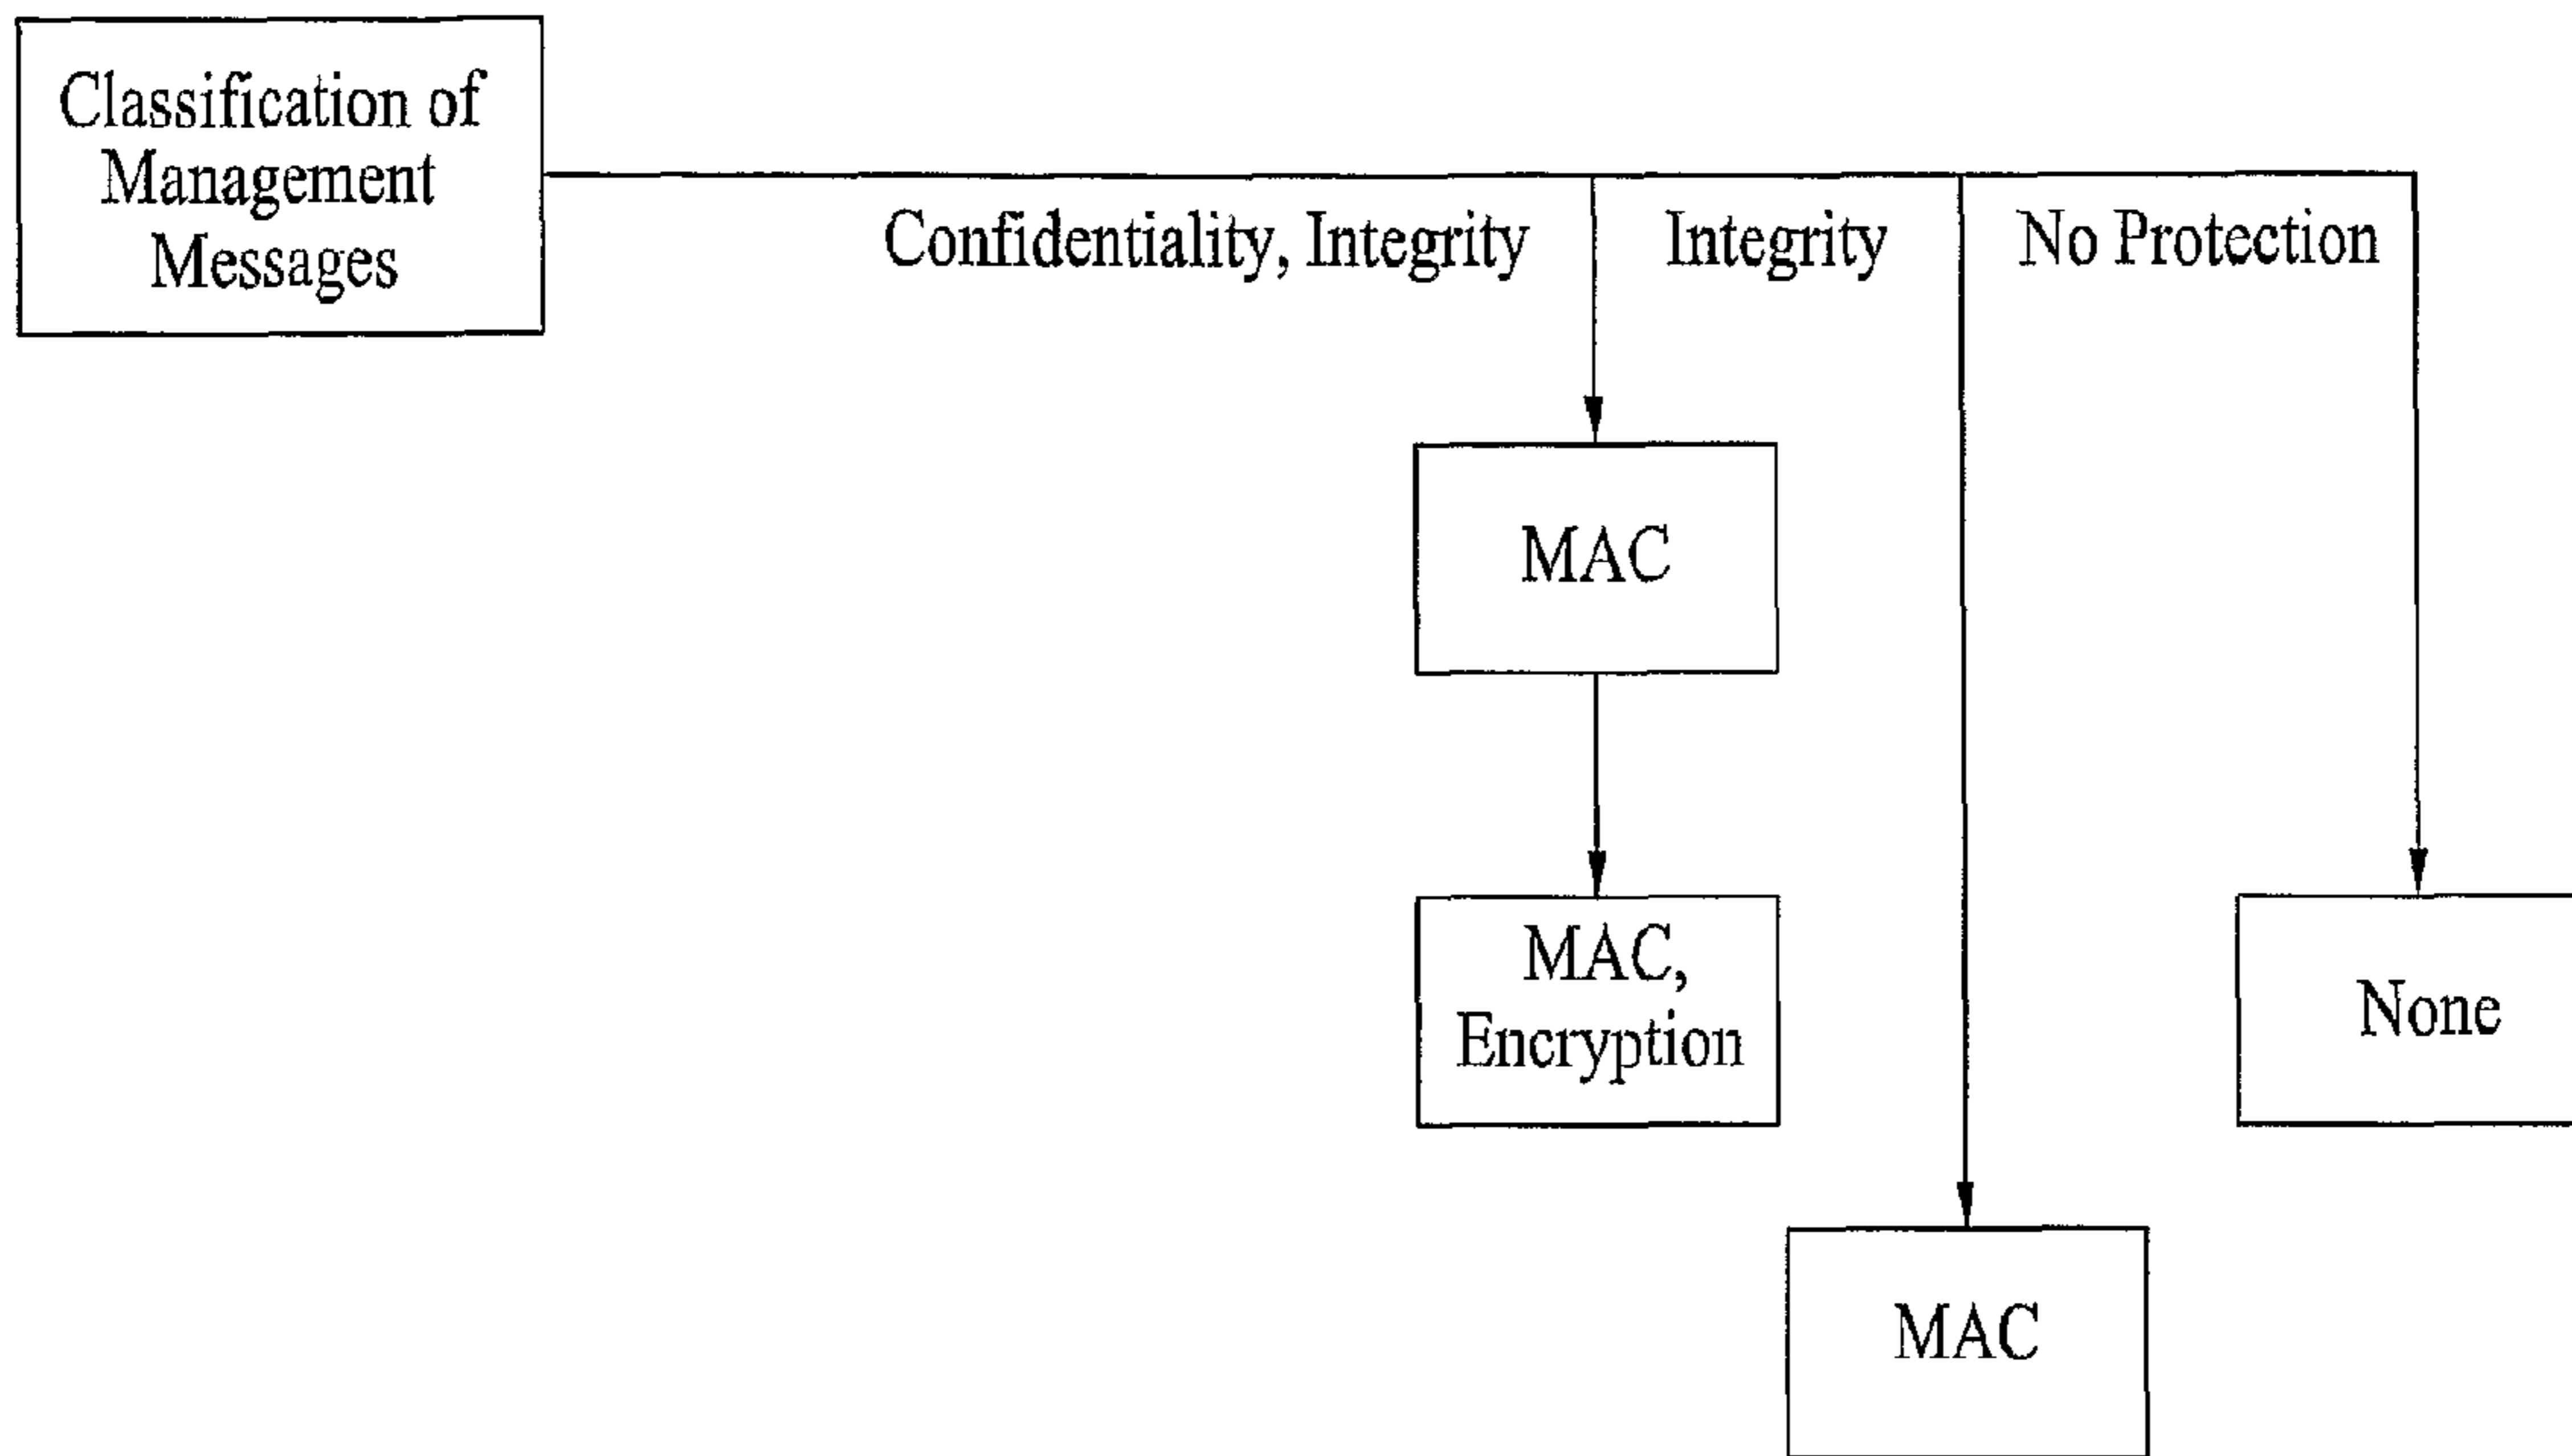 Classification of
Management
Messages
Confidentiality, Integrity
Integrity
No Protection
MAC
MAC,
Encryption
None
MAC